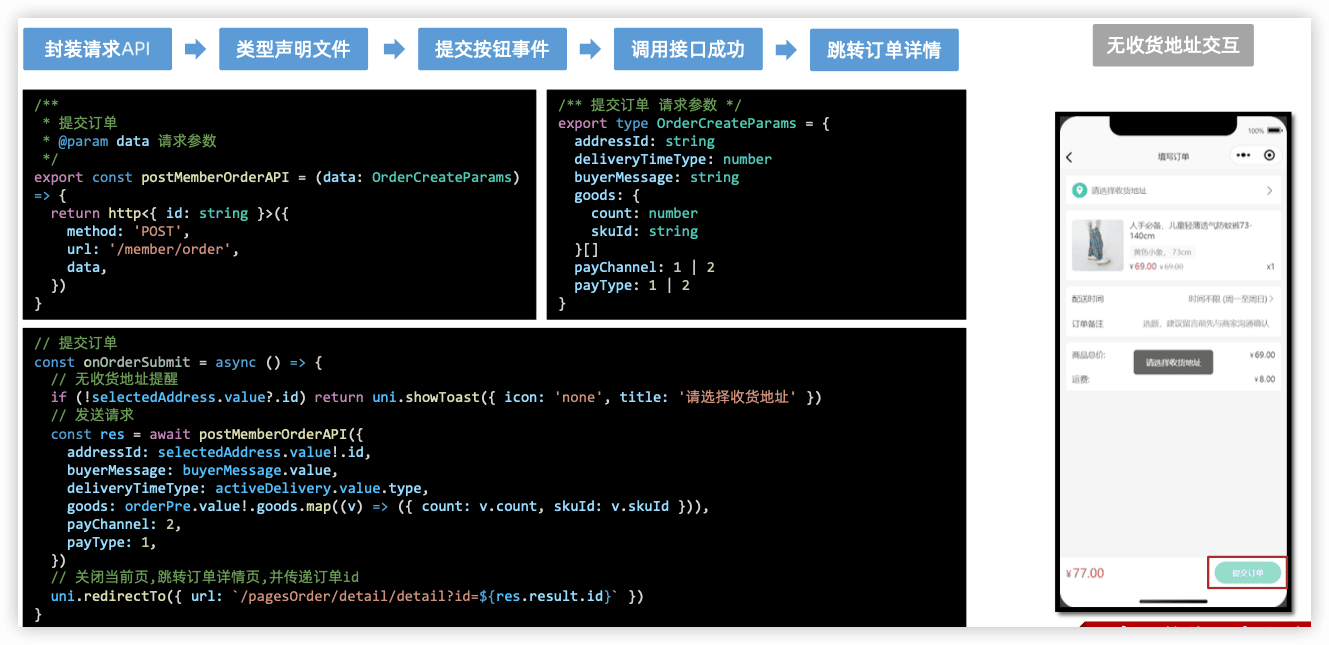 封装请求API
类型声明文件
提交按钮事件
调用接口成功
跳转订单详情
无收货地址交互
/**
 * 提交订单
 * @param data 请求参数
 */
export const postMemberOrderAPI = (data: OrderCreateParams)
=> {
  return http<{ id: string }>({
    method: 'POST',
    url: '/member/order',
    data,
  })
}
/** 提交订单 请求参数 */
export type OrderCreateParams = {
  addressId: string
  deliveryTimeType: number
  buyerMessage: string
  goods: {
    count: number
    skuId: string
  }[]
  payChannel: 1 | 2
  payType: 1 | 2
}
// 提交订单
const onOrderSubmit = async () => {
  // 无收货地址提醒
  if (!selectedAddress.value?.id) return uni.showToast({ icon: 'none', title: '请选择收货地址' })
  // 发送请求
  const res = await postMemberOrderAPI({
    addressId: selectedAddress.value!.id,
    buyerMessage: buyerMessage.value,
    deliveryTimeType: activeDelivery.value.type,
    goods: orderPre.value!.goods.map((v) => ({ count: v.count, skuId: v.skuId })),
    payChannel: 2,
    payType: 1,
  })
  // 关闭当前页,跳转订单详情页,并传递订单id
  uni.redirectTo({ url: `/pagesOrder/detail/detail?id=${res.result.id}` })
}
100%
填写订单
请选择收货地址
人手必备，儿童轻薄透气防蚊裤73-
140cm
黄色小象，73cm
¥69.00 ¥69.00 x1
配送时间 时间不限 (周一至周日)
订单备注 选题，建议留言前先与商家沟通确认
商品总价: ¥69.00
请选择收货地址
运费: ¥8.00
¥77.00 提交订单